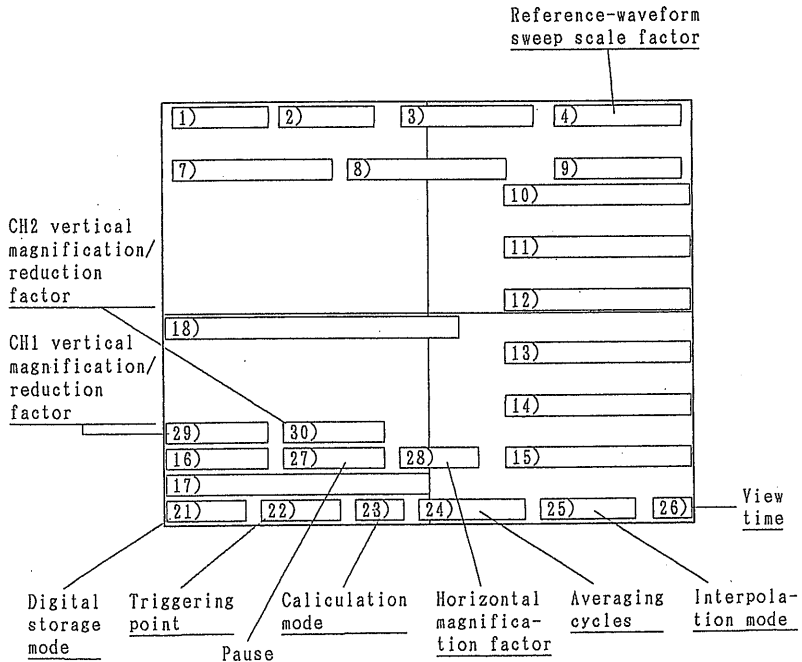 Reference-waveform
sweep scale factor
1) 2) 3) 4)
7) 8) 9)
10)
11)
12)
CH2 vertical
magnification/
reduction
factor
18)
CH1 vertical
magnification/
reduction
factor
13)
14)
29) 30)
16) 27) 28) 15)
17)
21) 22) 23) 24) 25) 26)
View
time
Digital
storage
mode
Triggering
point
Pause
Caliculation
mode
Horizontal
magnifica-
tion factor
Averaging
cycles
Interpola-
tion mode